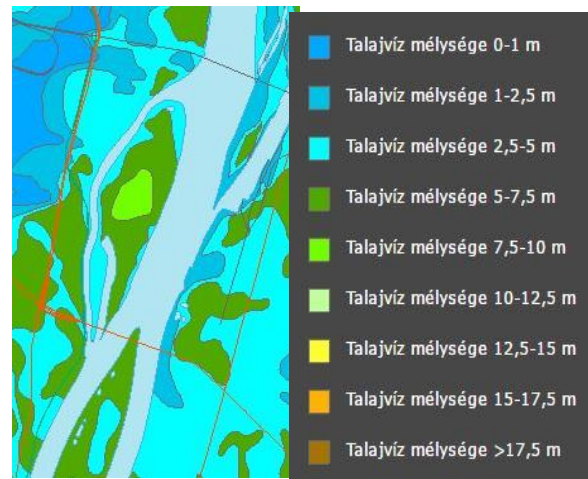 Talajvíz mélysége 0-1 m
Talajvíz mélysége 1-2,5 m
Talajvíz mélysége 2,5-5 m
Talajvíz mélysége 5-7,5 m
Talajvíz mélysége 7,5-10 m
Talajvíz mélysége 10-12,5 m
Talajvíz mélysége 12,5-15 m
Talajvíz mélysége 15-17,5 m
Talajvíz mélysége >17,5 m